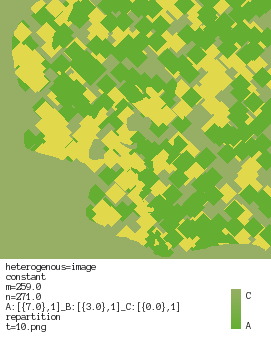 heterogenous=image
constant
m=259.0
n=271.0
A:[{7.0},1]_B:[{3.0},1]_C:[{0.0},1]
repartition
t=10.png
C
A